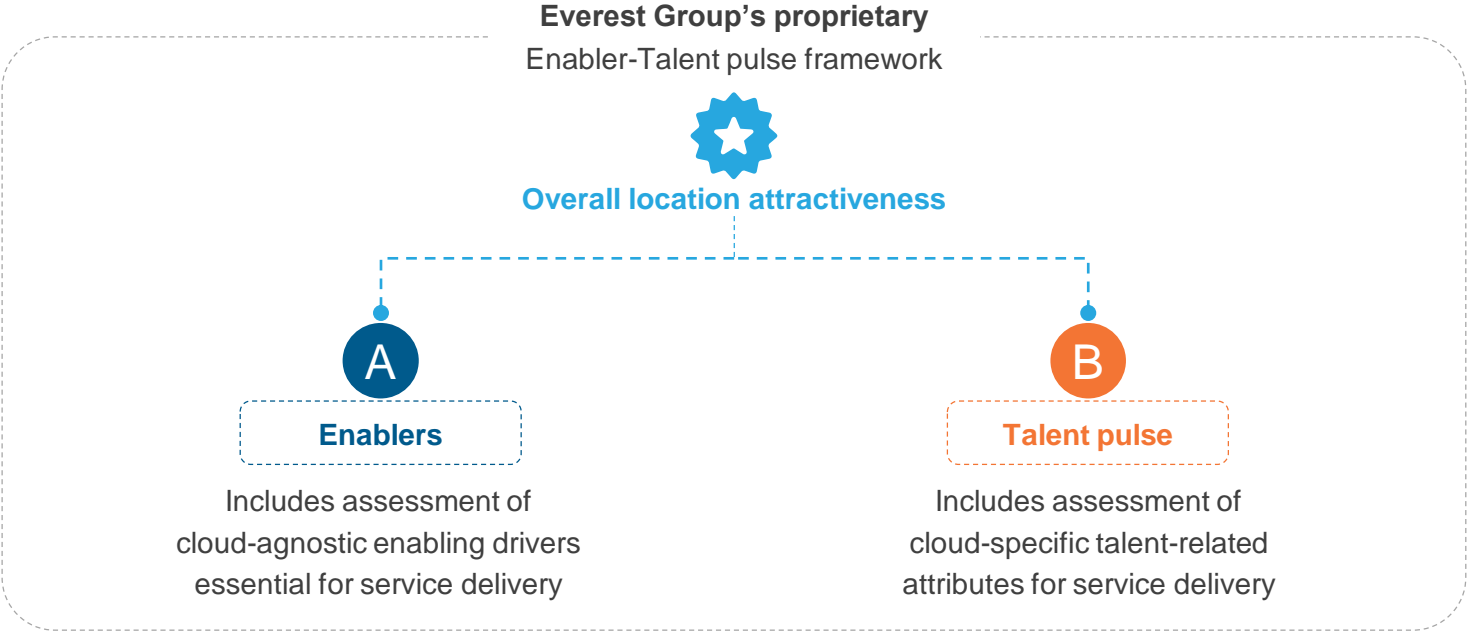 Everest Group’s proprietary
Enabler-Talent pulse framework
Overall location attractiveness
A
Enablers
Includes assessment of
cloud-agnostic enabling drivers
essential for service delivery
B
Talent pulse
Includes assessment of
cloud-specific talent-related
attributes for service delivery